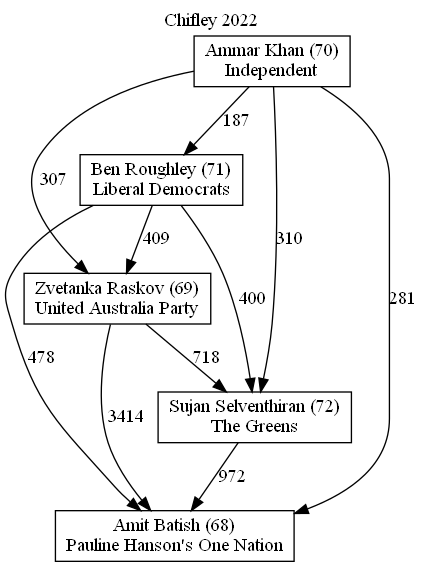 Chifley 2022
Ammar Khan (70)
Independent
187
Ben Roughley (71)
Liberal Democrats
307
409
310
Zvetanka Raskov (69)
United Australia Party
400
281
478
718
Sujan Selventhiran (72)
The Greens
3414
972
Amit Batish (68)
Pauline Hanson's One Nation